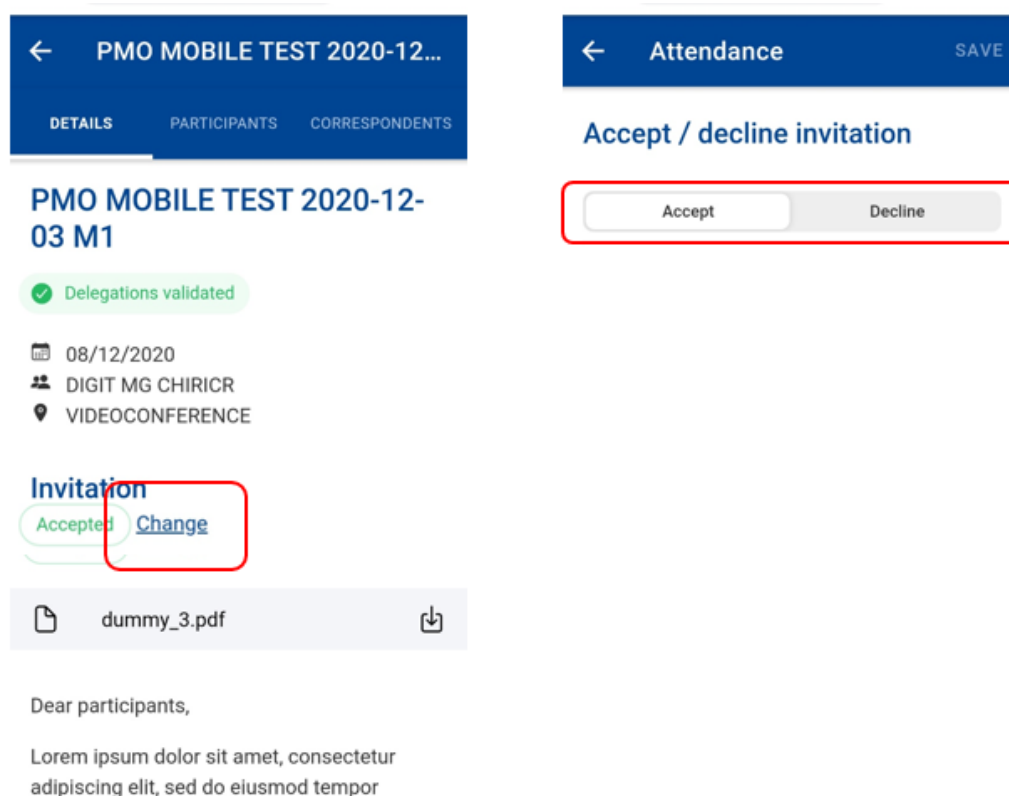 PMO MOBILE TEST 2020-12...
DETAILS PARTICIPANTS CORRESPONDENTS
PMO MOBILE TEST 2020-12-
03 M1
Delegations validated
08/12/2020
DIGIT MG CHIRICR
VIDEOCONFERENCE
Invitation
Accepted Change
dummy_3.pdf
Dear participants,
Lorem ipsum dolor sit amet, consectetur
adipiscing elit, sed do eiusmod tempor
Attendance SAVE
Accept / decline invitation
Accept Decline